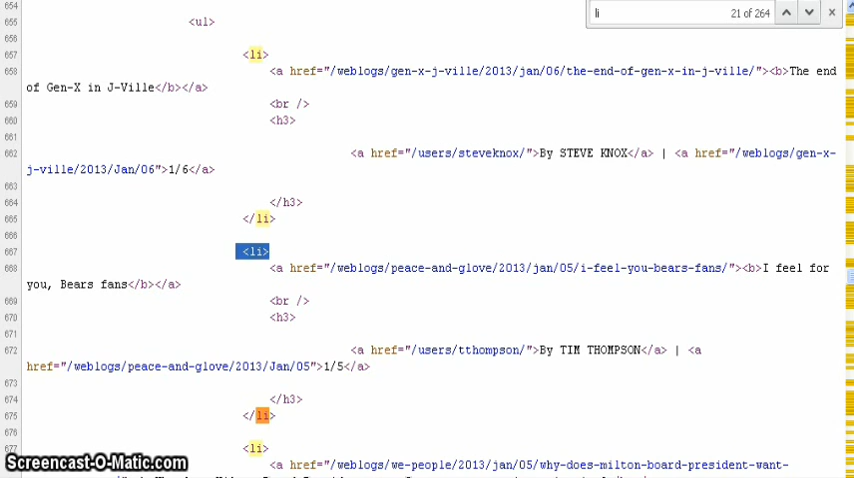 654
li 21 of 264
655 <ul>
656
657 <li>
658 <a href="/weblogs/gen-x-j-ville/2013/jan/06/the-end-of-gen-x-in-j-ville/"><b>The end
of Gen-X in J-Ville</b></a>
659 <br />
660 <h3>
661
662 <a href="/users/steveknox/">By STEVE KNOX</a> | <a href="/weblogs/gen-x-
j-ville/2013/Jan/06">1/6</a>
663
664 </h3>
665 </li>
666
667 <li>
668 <a href="/weblogs/peace-and-glove/2013/jan/05/i-feel-you-bears-fans/"><b>I feel for
you, Bears fans</b></a>
669 <br />
670 <h3>
671
672 <a href="/users/tthompson/">By TIM THOMPSON</a> | <a
href="/weblogs/peace-and-glove/2013/Jan/05">1/5</a>
673
674 </h3>
675 </li>
676
677 <li>
<a href="/weblogs/we-people/2013/jan/05/why-does-milton-board-president-want-
Screencast-O-Matic.com